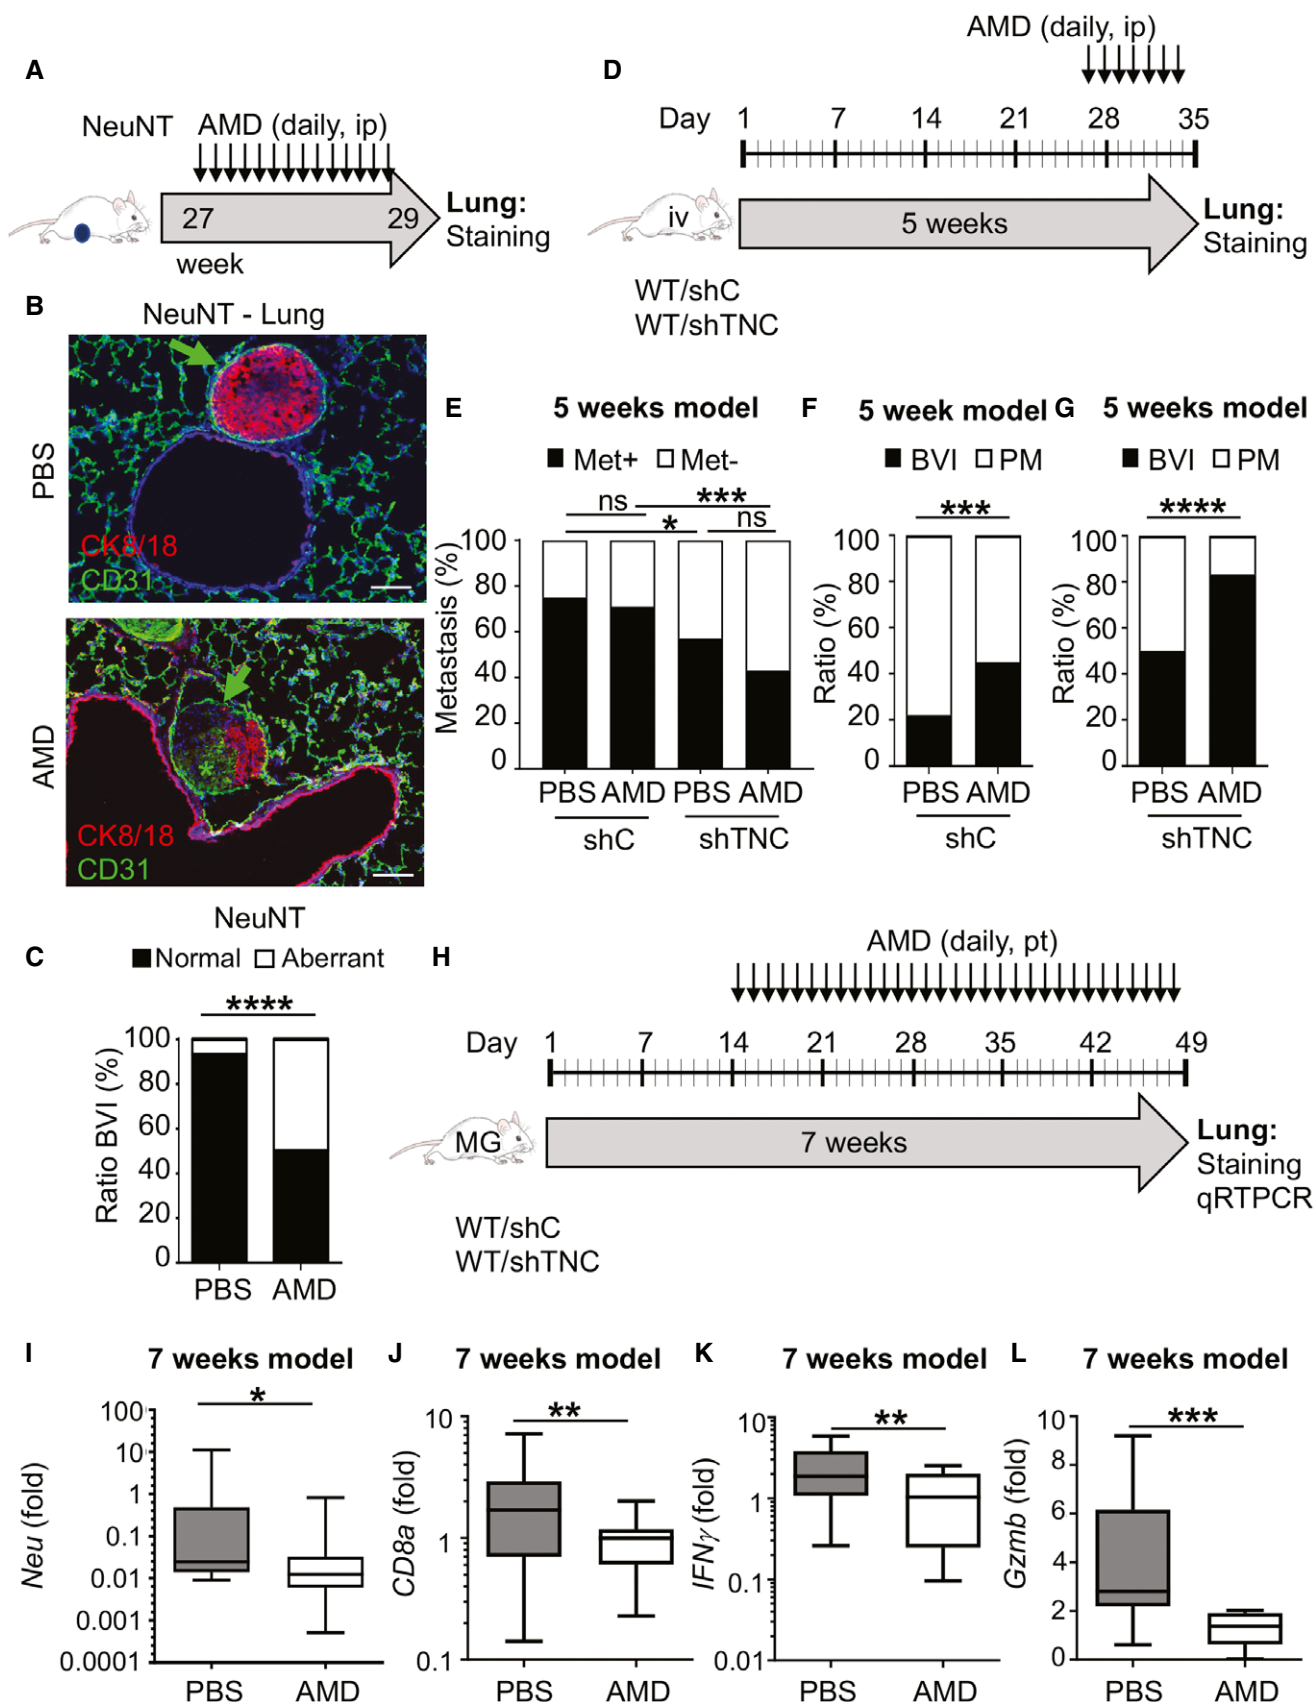 A
NeuNT AMD (daily, ip)
27 29
week
Lung:
Staining
D
AMD (daily, ip)
Day 1 7 14 21 28 35
iv
5 weeks
Lung:
Staining
WT/shC
WT/shTNC
B
NeuNT - Lung
PBS
CK8/18
CD31
AMD
CK8/18
CD31
*
E
5 weeks model
Met+ Met-
ns ***
* ns
Metastasis (%)
100
80
60
40
20
0
PBS AMD PBS AMD
shC shTNC
F
5 week model
BVI PM
***
Ratio (%)
100
80
60
40
20
0
PBS AMD
shC
G
5 weeks model
BVI PM
****
Ratio (%)
100
80
60
40
20
0
PBS AMD
shTNC
C
NeuNT
Normal Aberrant
****
Ratio BVI (%)
100
80
60
40
20
0
PBS AMD
H
AMD (daily, pt)
Day 1 7 14 21 28 35 42 49
MG
7 weeks
Lung:
Staining
qRTPCR
WT/shC
WT/shTNC
I
7 weeks model
*
Neu (fold)
100
10
1
0.1
0.01
0.001
0.0001
PBS AMD
J
7 weeks model
**
CD8a (fold)
10
1
0.1
PBS AMD
K
7 weeks model
**
IFNγ (fold)
10
1
0.1
0.01
PBS AMD
L
7 weeks model
***
Gzmb (fold)
10
8
6
4
2
0
PBS AMD